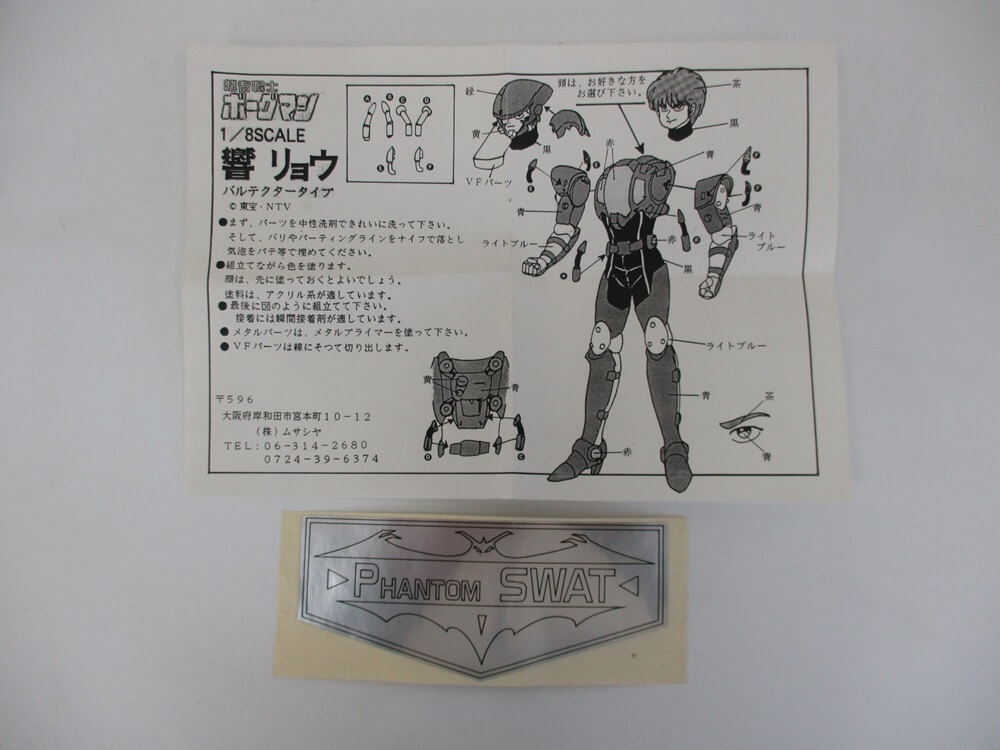 超音戦士
ボーグマン
1/8SCALE
響 リョウ
バルテクタータイプ
©東宝・NTV
●まず、パーツを中性洗剤できれいに洗って下さい。
そして、バリやパーティングラインをナイフで落とし
気泡をパテ等で埋めてください。
●組立てながら色を塗ります。
顔は、先に塗っておくとよいでしょう。
塗料は、アクリル系が適しています。
●最後に図のように組立てて下さい。
接着には瞬間接着剤が適しています。
●メタルパーツは、メタルプライマーを塗って下さい。
●VFパーツは線にそって切り出します。
〒596
大阪府岸和田市宮本町10-12
(株)ムサシヤ
TEL:06-314-2680
0724-39-6374
A
B
C
D
E
F
緑
黄
黒
VFパーツ
頭は、お好きな方を
お選び下さい。
茶
黒
赤
青
E
E
F
F
青
青
ライトブルー
ライト
ブルー
赤
B
A
黒
ライトブルー
青
赤
黄
青
D
C
茶
青
PHANTOM SWAT